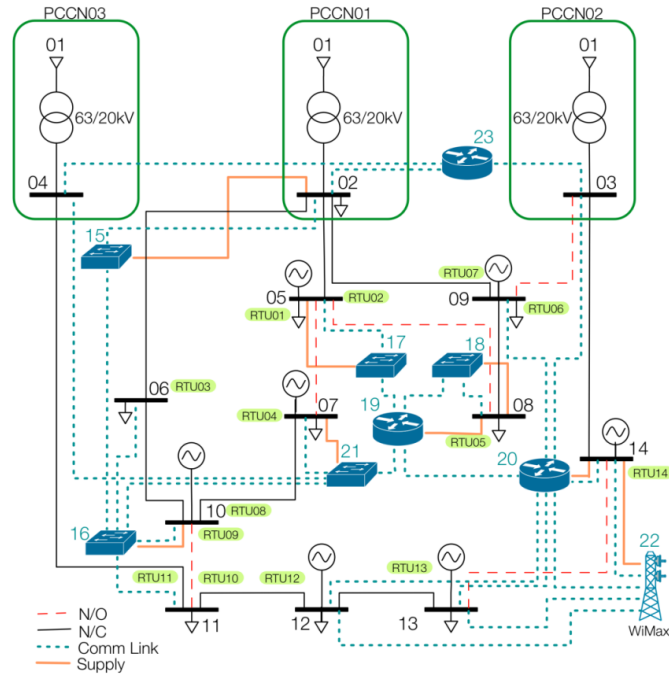 PCCN03 PCCN01 PCCN02
01 01 01
63/20kV 63/20kV 63/20kV
23
04 02 03
15
RTU07
05 RTU02 09 RTU06
RTU01
17 18
06 RTU03
RTU04 07 19 RTU05 08
14
21 20 RTU14
10 RTU08
16 RTU09
22
RTU11 RTU10 RTU12 RTU13
11 12 13 WiMax
N/O
N/C
Comm Link
Supply